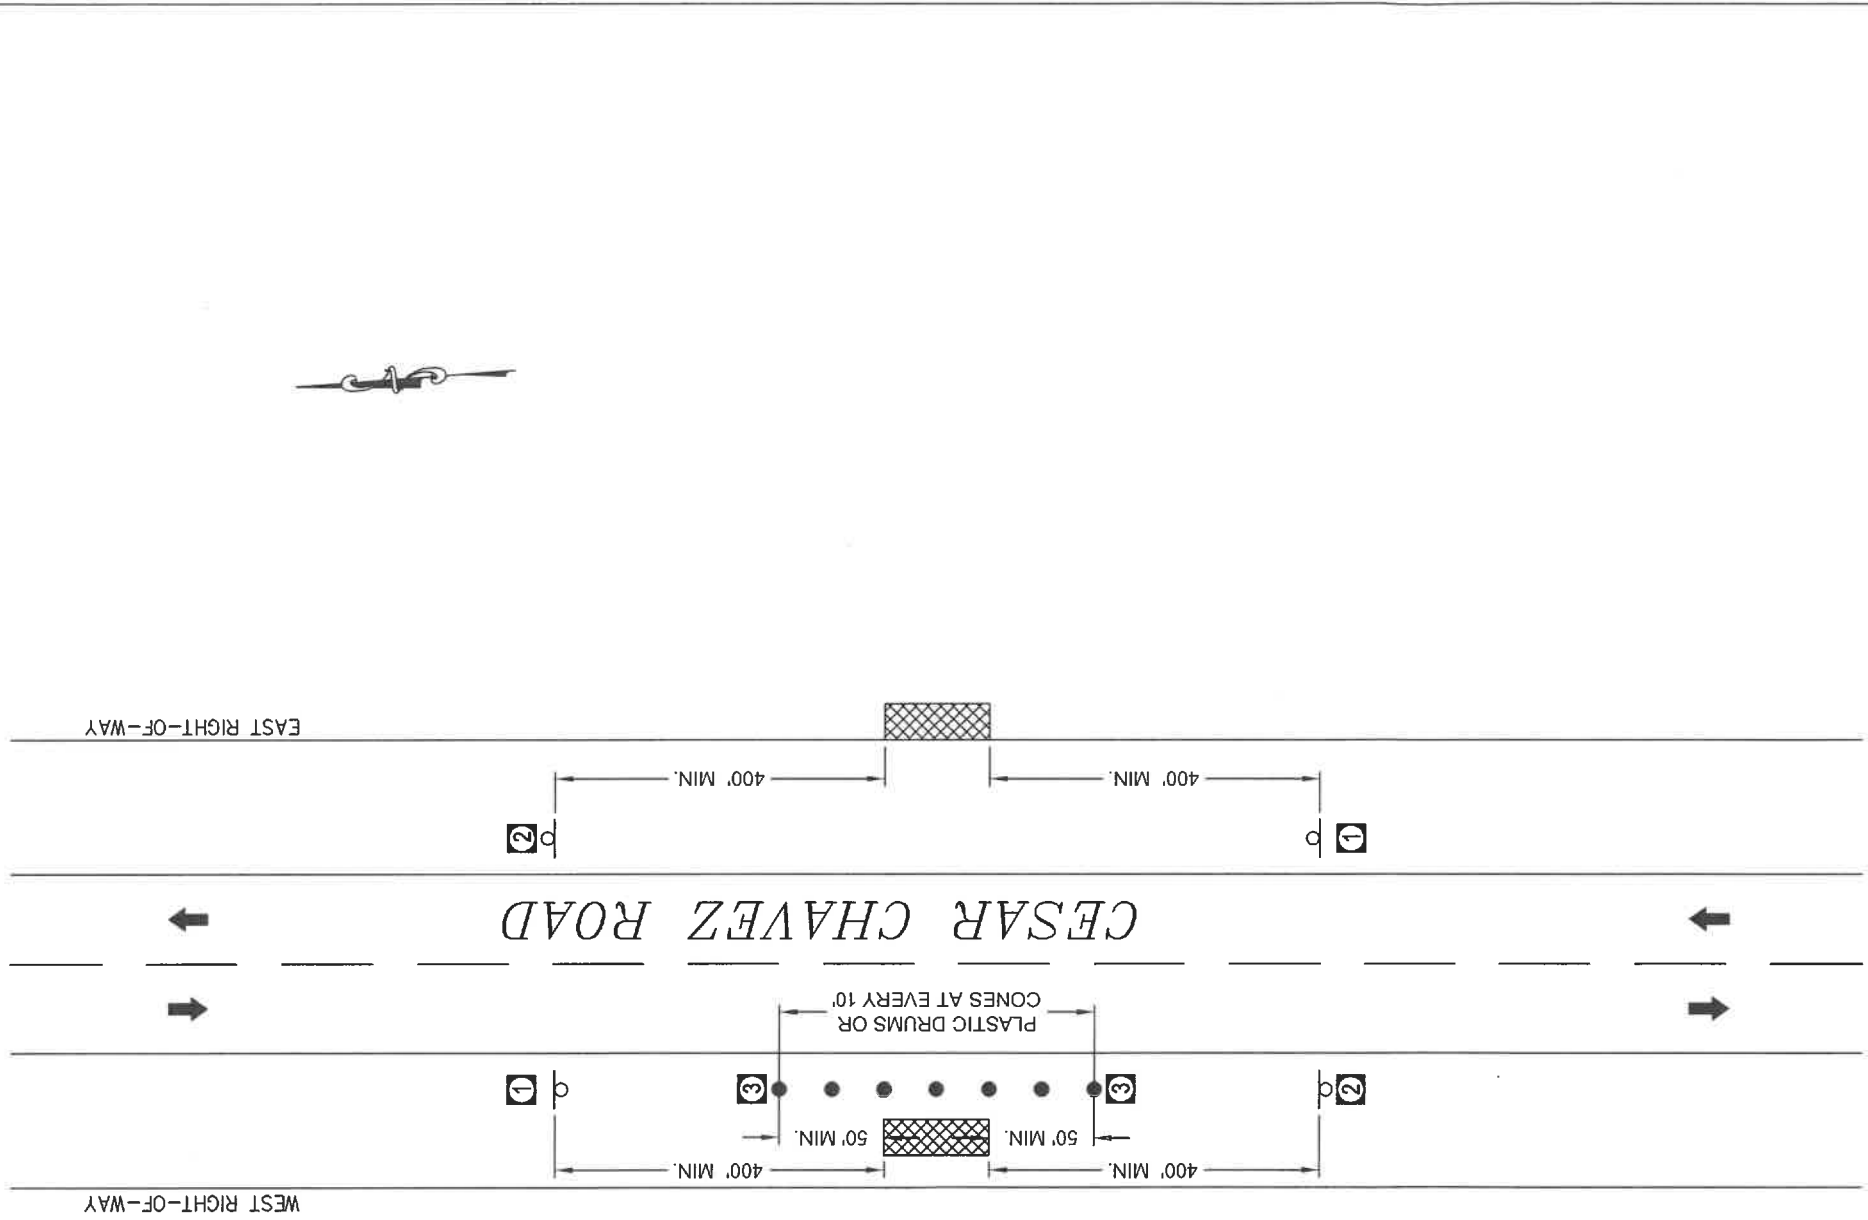 WEST RIGHT-OF-WAY
400' MIN.
400' MIN.
50' MIN.
50' MIN.
2
3
3
1
PLASTIC DRUMS OR
CONES AT EVERY 10'
CESAR CHAVEZ ROAD
1
2
400' MIN.
400' MIN.
EAST RIGHT-OF-WAY